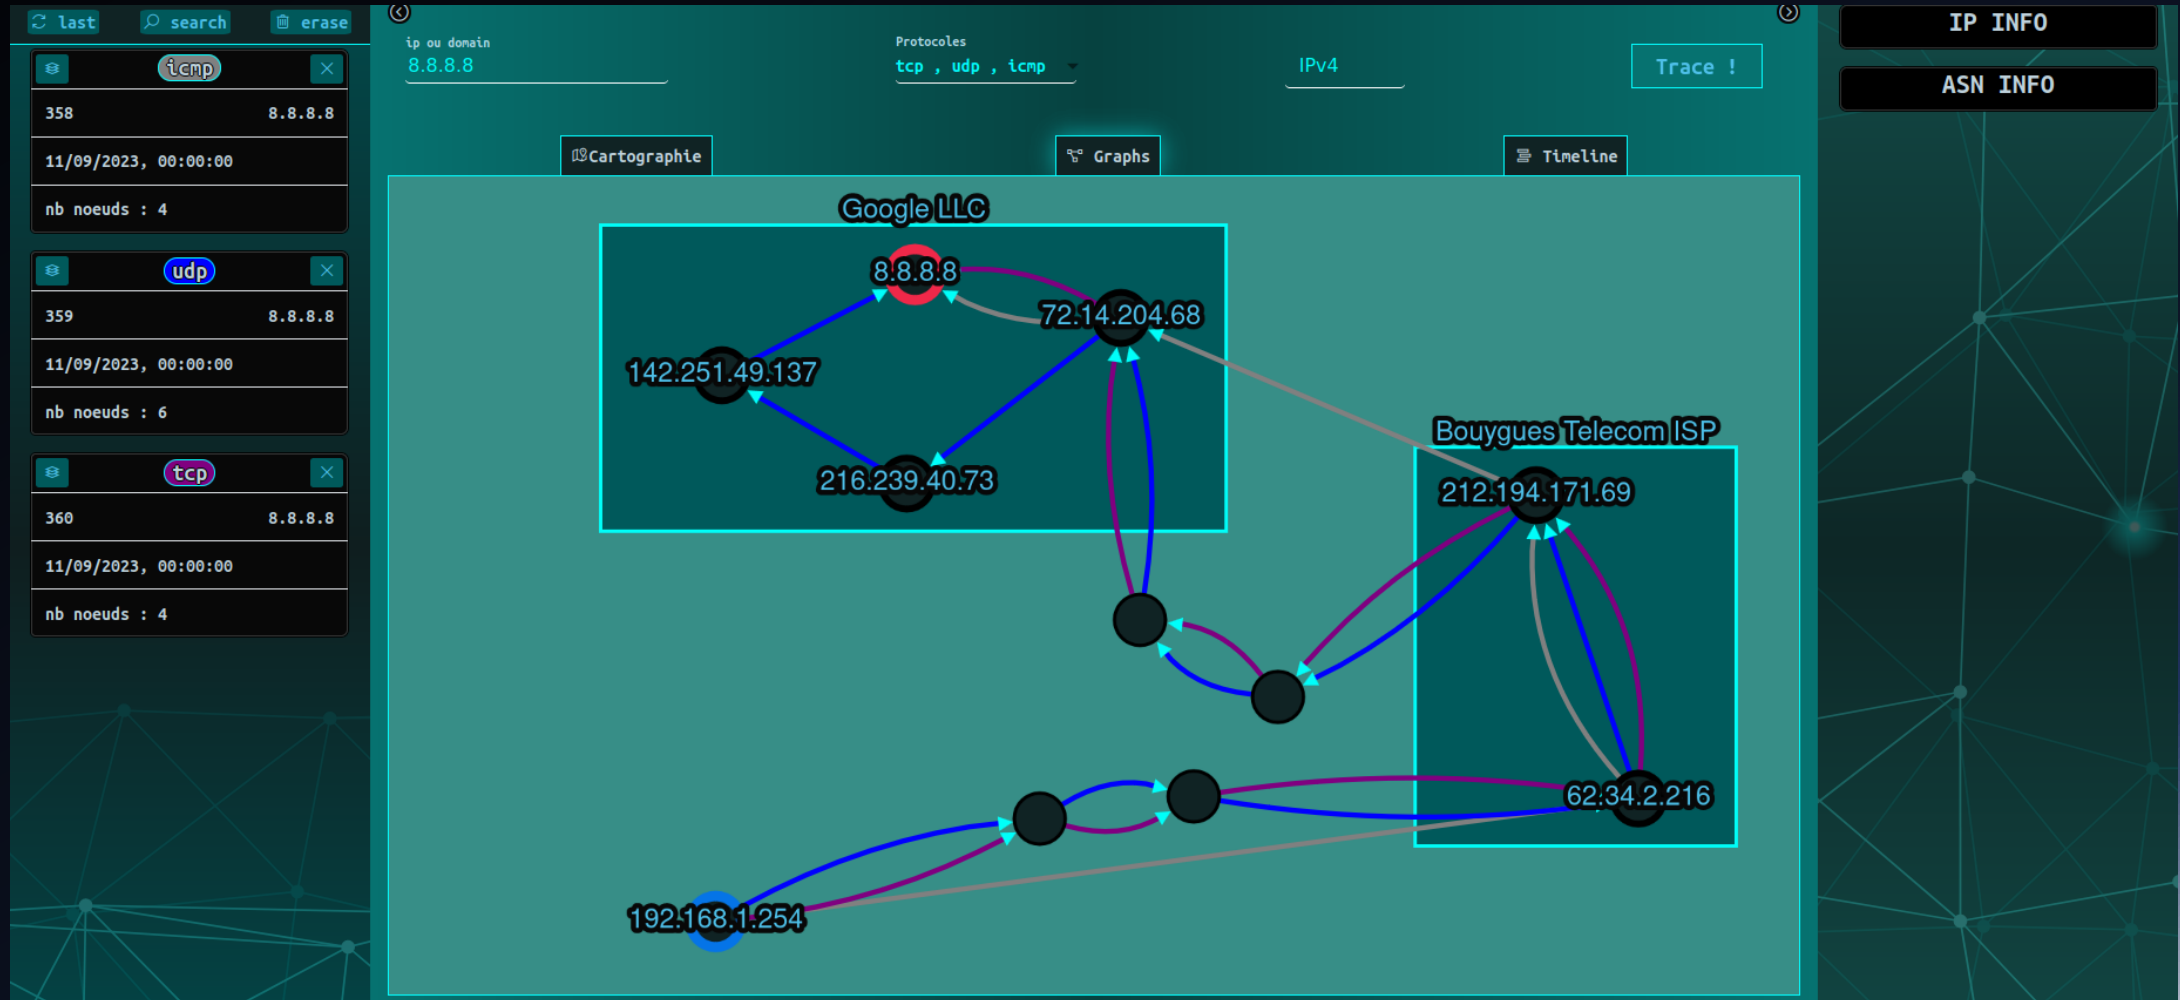 last search erase
icmp
358 8.8.8.8
11/09/2023, 00:00:00
nb noeuds : 4
udp
359 8.8.8.8
11/09/2023, 00:00:00
nb noeuds : 6
tcp
360 8.8.8.8
11/09/2023, 00:00:00
nb noeuds : 4
ip ou domain
8.8.8.8
Protocoles
tcp , udp , icmp
IPv4
Trace !
Cartographie
Graphs
Timeline
Google LLC
8.8.8.8
72.14.204.68
142.251.49.137
216.239.40.73
Bouygues Telecom ISP
212.194.171.69
62.34.2.216
192.168.1.254
IP INFO
ASN INFO